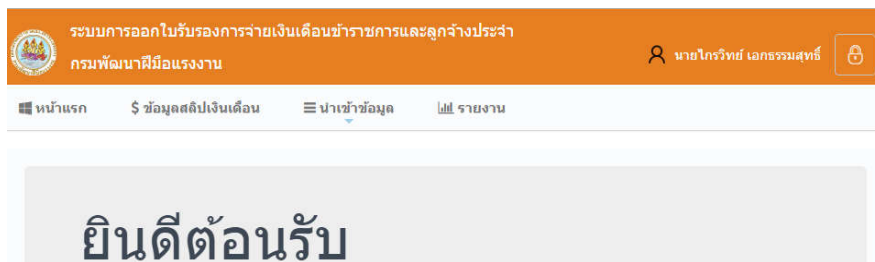 ระบบการออกใบรับรองการจ่ายเงินเดือนข้าราชการและลูกจ้างประจำ
กรมพัฒนาฝีมือแรงงาน
นายไกรวิทย์ เอกธรรมสุทธิ์
หน้าแรก $ ข้อมูลสลิปเงินเดือน นำเข้าข้อมูล รายงาน
ยินดีต้อนรับ